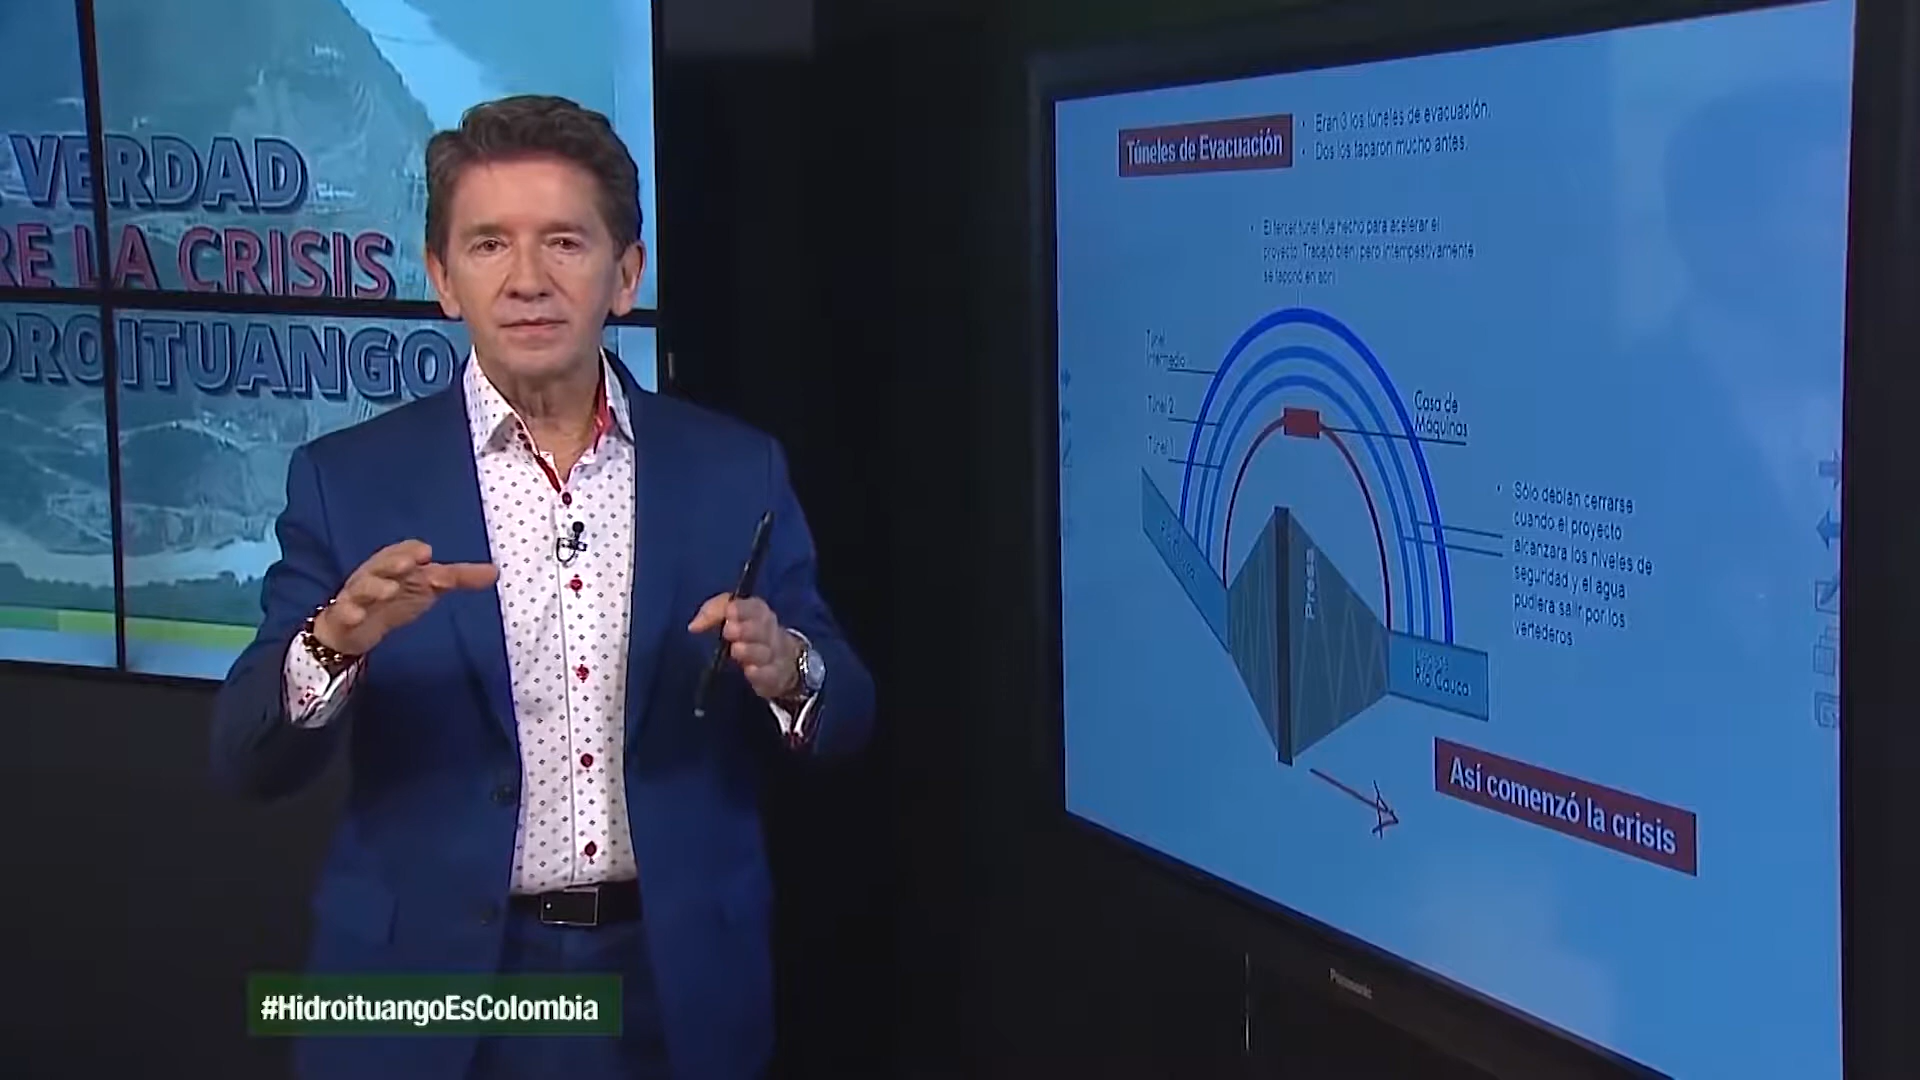 VERDAD
RE LA CRISIS
DROITUANGO
Túneles de Evacuación
• Eran 3 los túneles de evacuación.
• Dos los taparon mucho antes.
• El tercer túnel fue hecho para acelerar el
proyecto. Trabajó bien, pero intempestivamente
se taponó en abril
Túnel
Intermedio
Túnel 2
Túnel 1
Casa de
Máquinas
• Sólo debían cerrarse
cuando el proyecto
alcanzara los niveles de
seguridad y el agua
pudiera salir por los
vertederos
Presa
Río Cauca
Así comenzó la crisis
Panasonic
#HidroituangoEsColombia